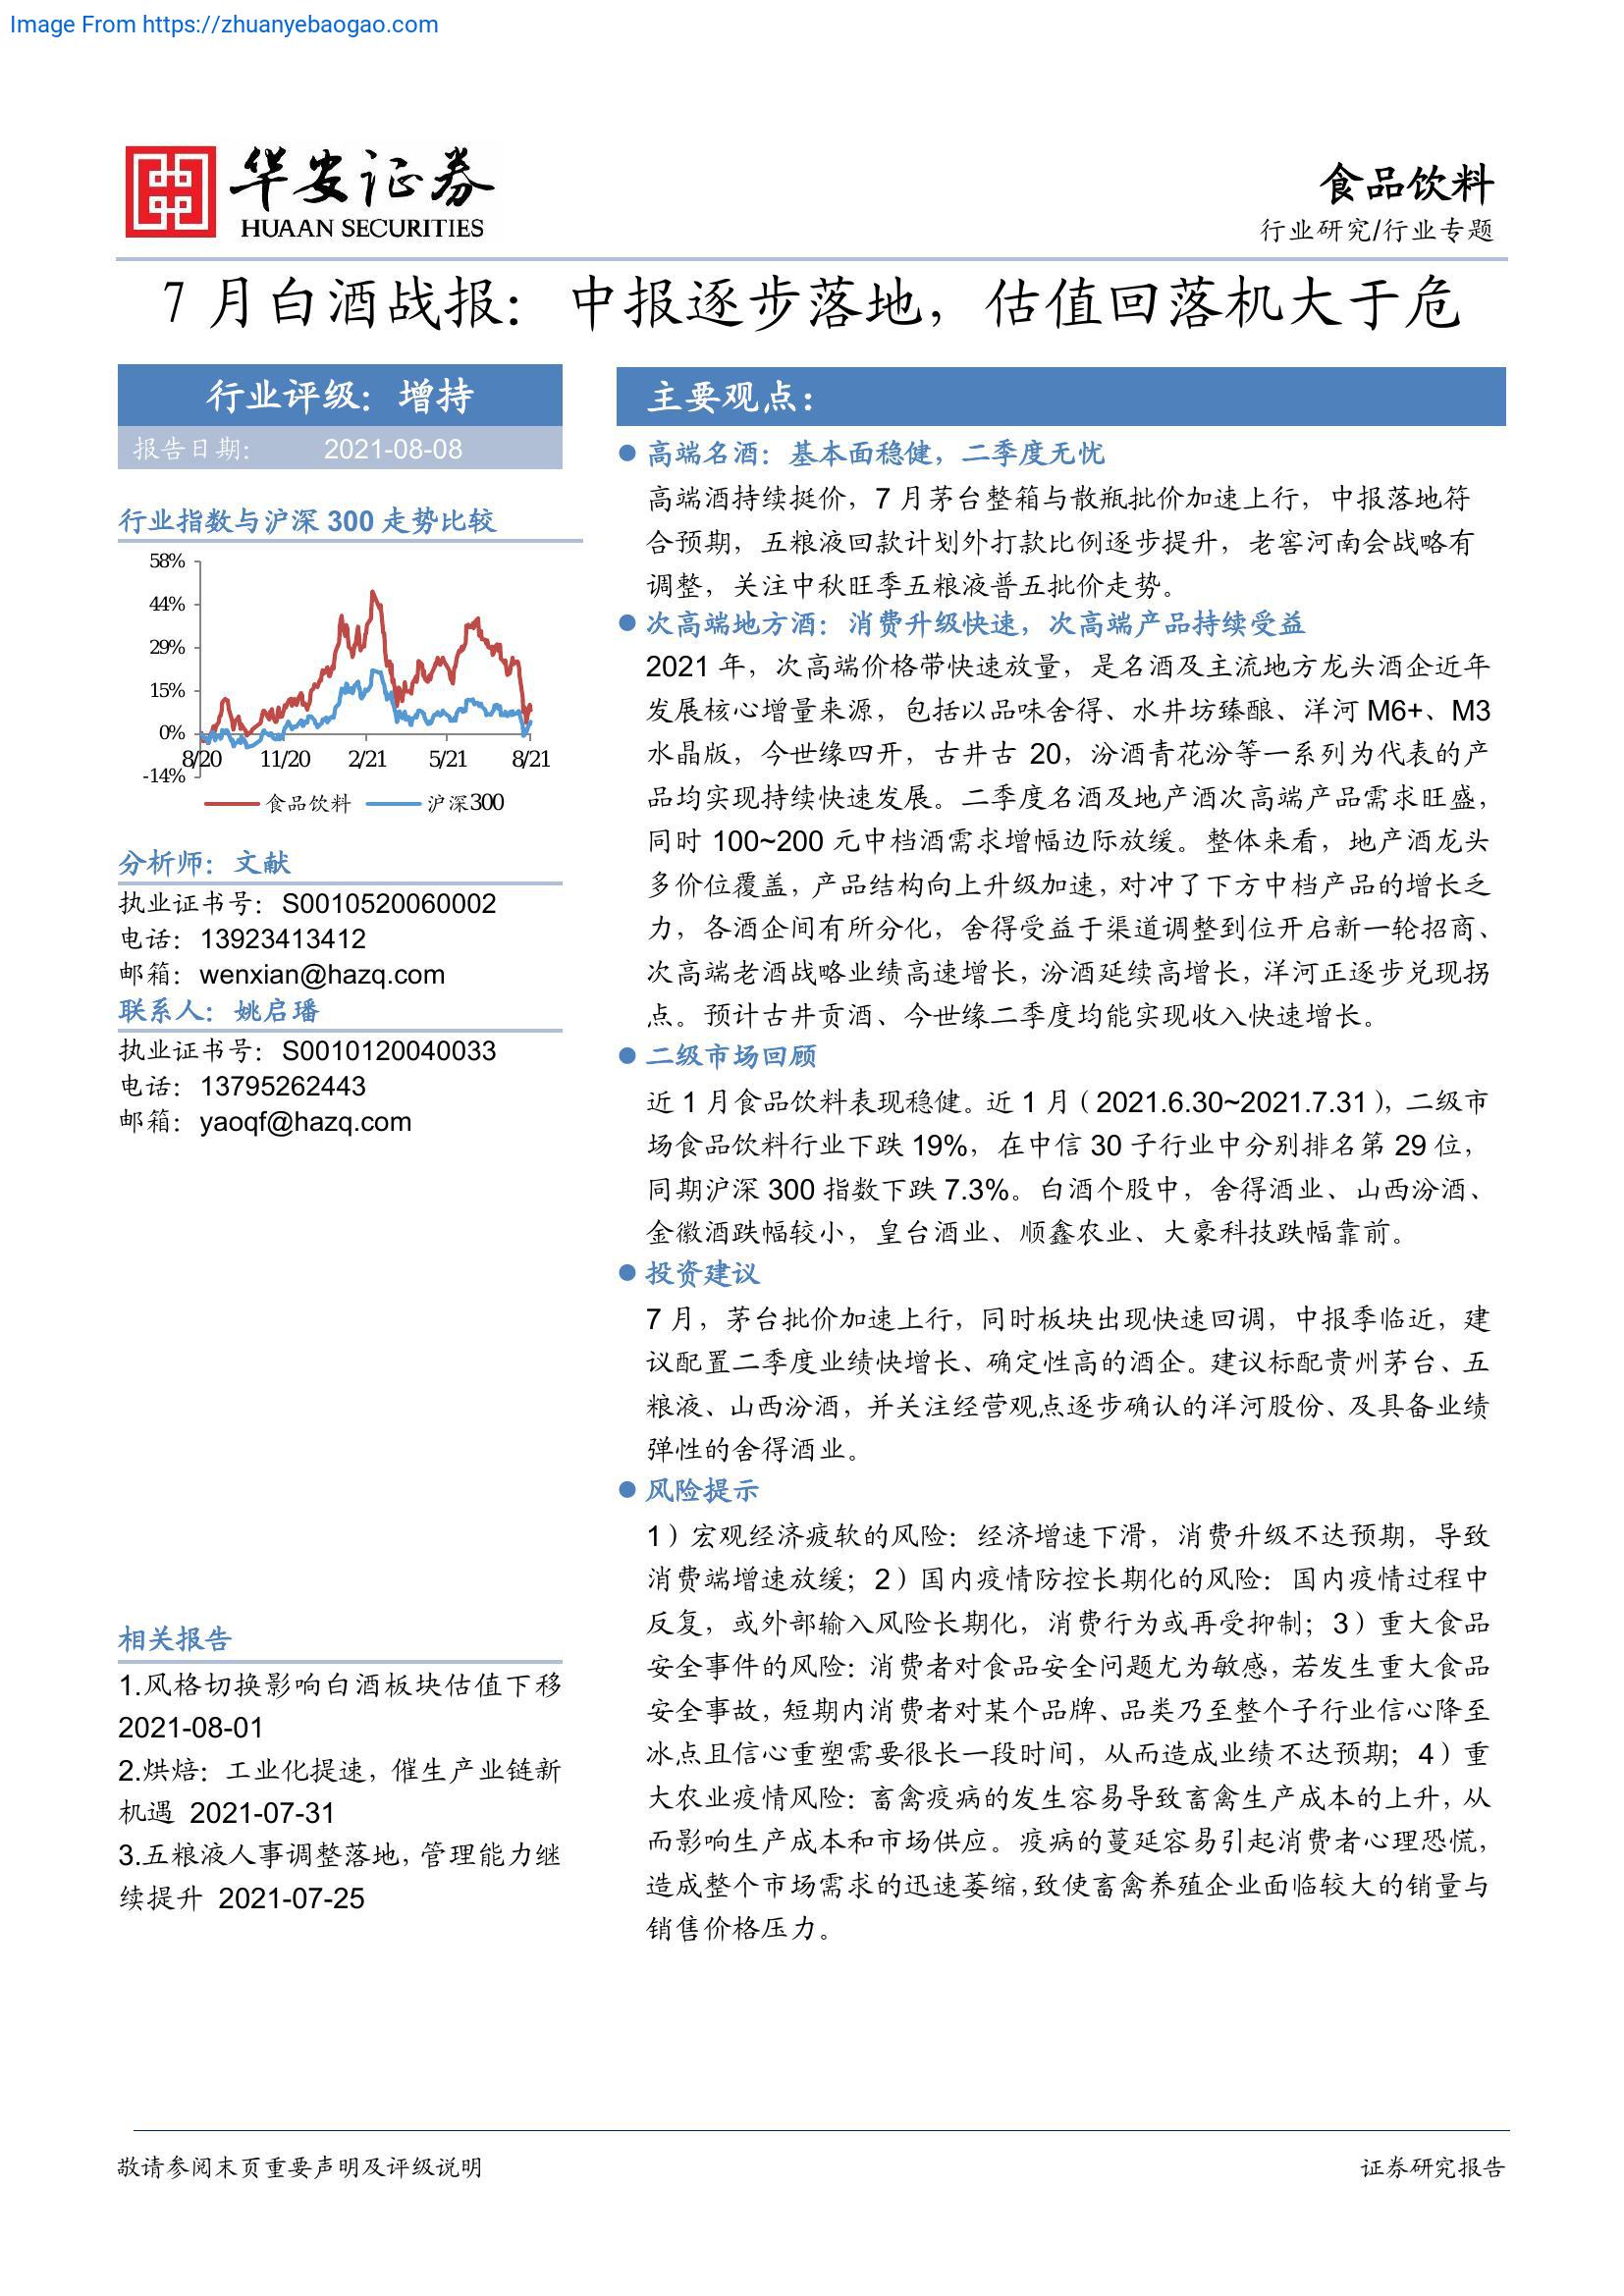 Image From https://zhuanyebaogao.com
华安证券
HUAAN SECURITIES
食品饮料
行业研究/行业专题
7 月白酒战报：中报逐步落地，估值回落机大于危
行业评级：增持
报告日期： 2021-08-08
行业指数与沪深 300 走势比较
58%
44%
29%
15%
0%
-14%
8/20 11/20 2/21 5/21 8/21
食品饮料 沪深300
分析师：文献
执业证书号：S0010520060002
电话：13923413412
邮箱：wenxian@hazq.com
联系人：姚启璠
执业证书号：S0010120040033
电话：13795262443
邮箱：yaoqf@hazq.com
相关报告
1.风格切换影响白酒板块估值下移
2021-08-01
2.烘焙：工业化提速，催生产业链新
机遇 2021-07-31
3.五粮液人事调整落地，管理能力继
续提升 2021-07-25
主要观点：
高端名酒：基本面稳健，二季度无忧
高端酒持续挺价，7 月茅台整箱与散瓶批价加速上行，中报落地符
合预期，五粮液回款计划外打款比例逐步提升，老窖河南会战略有
调整，关注中秋旺季五粮液普五批价走势。
次高端地方酒：消费升级快速，次高端产品持续受益
2021 年，次高端价格带快速放量，是名酒及主流地方龙头酒企近年
发展核心增量来源，包括以品味舍得、水井坊臻酿、洋河 M6+、M3
水晶版，今世缘四开，古井古 20，汾酒青花汾等一系列为代表的产
品均实现持续快速发展。二季度名酒及地产酒次高端产品需求旺盛，
同时 100~200 元中档酒需求增幅边际放缓。整体来看，地产酒龙头
多价位覆盖，产品结构向上升级加速，对冲了下方中档产品的增长乏
力，各酒企间有所分化，舍得受益于渠道调整到位开启新一轮招商、
次高端老酒战略业绩高速增长，汾酒延续高增长，洋河正逐步兑现拐
点。预计古井贡酒、今世缘二季度均能实现收入快速增长。
二级市场回顾
近 1 月食品饮料表现稳健。近 1 月（2021.6.30~2021.7.31），二级市
场食品饮料行业下跌 19%，在中信 30 子行业中分别排名第 29 位，
同期沪深 300 指数下跌 7.3%。白酒个股中，舍得酒业、山西汾酒、
金徽酒跌幅较小，皇台酒业、顺鑫农业、大豪科技跌幅靠前。
投资建议
7 月，茅台批价加速上行，同时板块出现快速回调，中报季临近，建
议配置二季度业绩快增长、确定性高的酒企。建议标配贵州茅台、五
粮液、山西汾酒，并关注经营观点逐步确认的洋河股份、及具备业绩
弹性的舍得酒业。
风险提示
1）宏观经济疲软的风险：经济增速下滑，消费升级不达预期，导致
消费端增速放缓；2）国内疫情防控长期化的风险：国内疫情过程中
反复，或外部输入风险长期化，消费行为或再受抑制；3）重大食品
安全事件的风险：消费者对食品安全问题尤为敏感，若发生重大食品
安全事故，短期内消费者对某个品牌、品类乃至整个子行业信心降至
冰点且信心重塑需要很长一段时间，从而造成业绩不达预期；4）重
大农业疫情风险：畜禽疫病的发生容易导致畜禽生产成本的上升，从
而影响生产成本和市场供应。疫病的蔓延容易引起消费者心理恐慌，
造成整个市场需求的迅速萎缩，致使畜禽养殖企业面临较大的销量与
销售价格压力。
敬请参阅末页重要声明及评级说明
证券研究报告